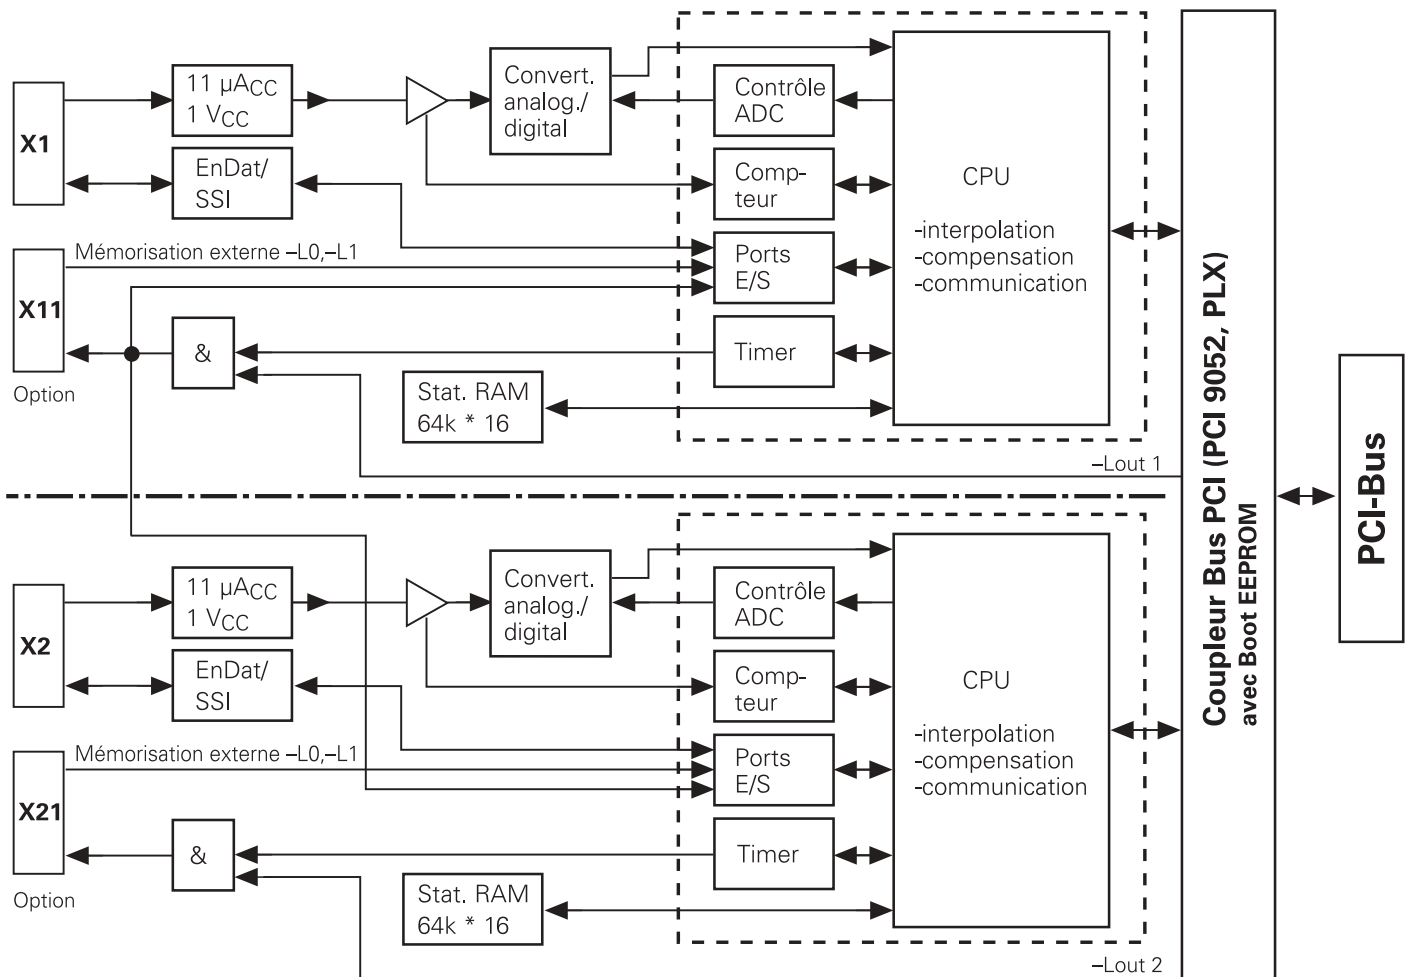 11 µACC
1 VCC
X1
EnDat/
SSI
Convert.
analog./
digital
Contrôle
ADC
Comp-
teur
CPU
-interpolation
-compensation
-communication
Mémorisation externe –L0,–L1
X11
Option
&
Ports
E/S
Timer
Stat. RAM
64k * 16
–Lout 1
11 µACC
1 VCC
X2
EnDat/
SSI
Convert.
analog./
digital
Contrôle
ADC
Comp-
teur
CPU
-interpolation
-compensation
-communication
Mémorisation externe –L0,–L1
X21
Option
&
Ports
E/S
Timer
Stat. RAM
64k * 16
–Lout 2
Coupleur Bus PCI (PCI 9052, PLX)
avec Boot EEPROM
PCI-Bus